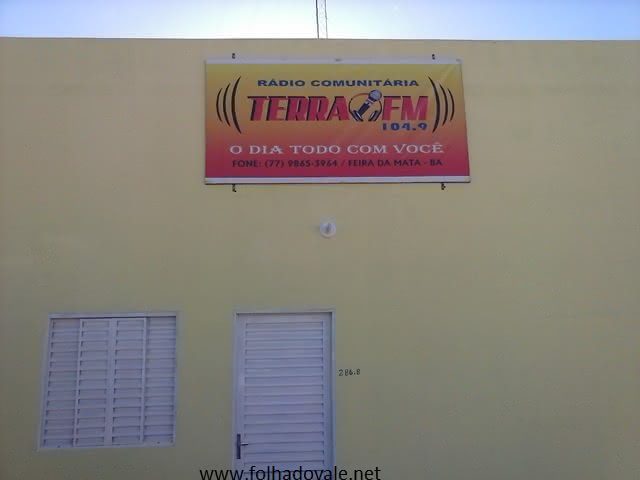 RÁDIO COMUNITÁRIA
TERRA FM
104.9
O DIA TODO COM VOCÊ
FONE: (77) 9865-3964 / FEIRA DA MATA - BA
286.8
www.folhadovale.net